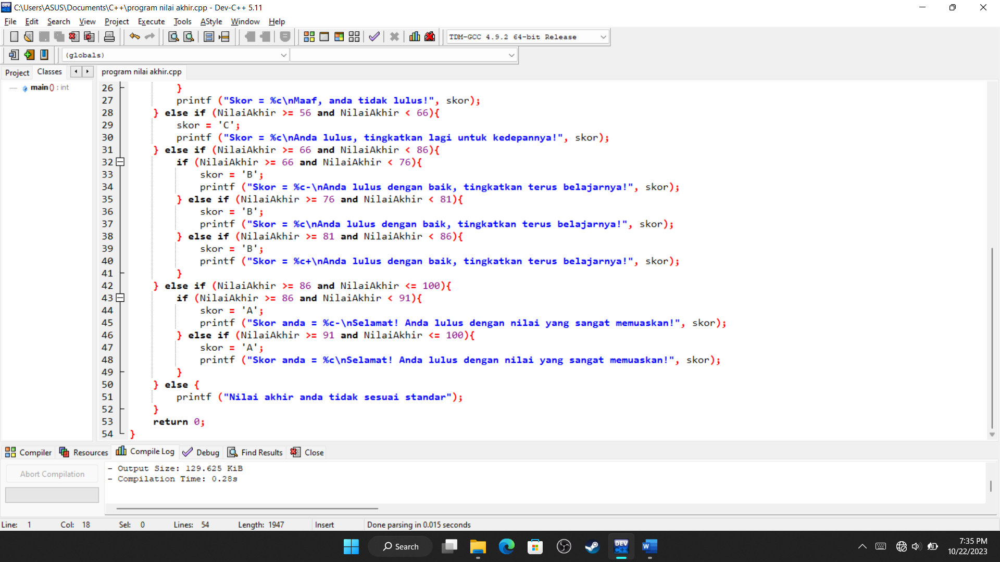 C:\Users\ASUS\Documents\C++\program nilai akhir.cpp - Dev-C++ 5.11
File Edit Search View Project Execute Tools AStyle Window Help
TDM-GCC 4.9.2 64-bit Release
(globals)
Project Classes program nilai akhir.cpp
main () : int
26 }
27 printf ("Skor = %c\nMaaf, anda tidak lulus!", skor);
28 } else if (NilaiAkhir >= 56 and NilaiAkhir < 66){
29 skor = 'C';
30 printf ("Skor = %c\nAnda lulus, tingkatkan lagi untuk kedepannya!", skor);
31 } else if (NilaiAkhir >= 66 and NilaiAkhir < 86){
32 if (NilaiAkhir >= 66 and NilaiAkhir < 76){
33 skor = 'B';
34 printf ("Skor = %c-\nAnda lulus dengan baik, tingkatkan terus belajarnya!", skor);
35 } else if (NilaiAkhir >= 76 and NilaiAkhir < 81){
36 skor = 'B';
37 printf ("Skor = %c\nAnda lulus dengan baik, tingkatkan terus belajarnya!", skor);
38 } else if (NilaiAkhir >= 81 and NilaiAkhir < 86){
39 skor = 'B';
40 printf ("Skor = %c+\nAnda lulus dengan baik, tingkatkan terus belajarnya!", skor);
41 }
42 } else if (NilaiAkhir >= 86 and NilaiAkhir <= 100){
43 if (NilaiAkhir >= 86 and NilaiAkhir < 91){
44 skor = 'A';
45 printf ("Skor anda = %c-\nSelamat! Anda lulus dengan nilai yang sangat memuaskan!", skor);
46 } else if (NilaiAkhir >= 91 and NilaiAkhir <= 100){
47 skor = 'A';
48 printf ("Skor anda = %c\nSelamat! Anda lulus dengan nilai yang sangat memuaskan!", skor);
49 }
50 } else {
51 printf ("Nilai akhir anda tidak sesuai standar");
52 }
53 return 0;
54 }
Compiler Resources Compile Log Debug Find Results Close
Abort Compilation
- Output Size: 129.625 KiB
- Compilation Time: 0.28s
Line: 1 Col: 18 Sel: 0 Lines: 54 Length: 1947 Insert Done parsing in 0.015 seconds
Search
DEV C++
W
7:35 PM
10/22/2023